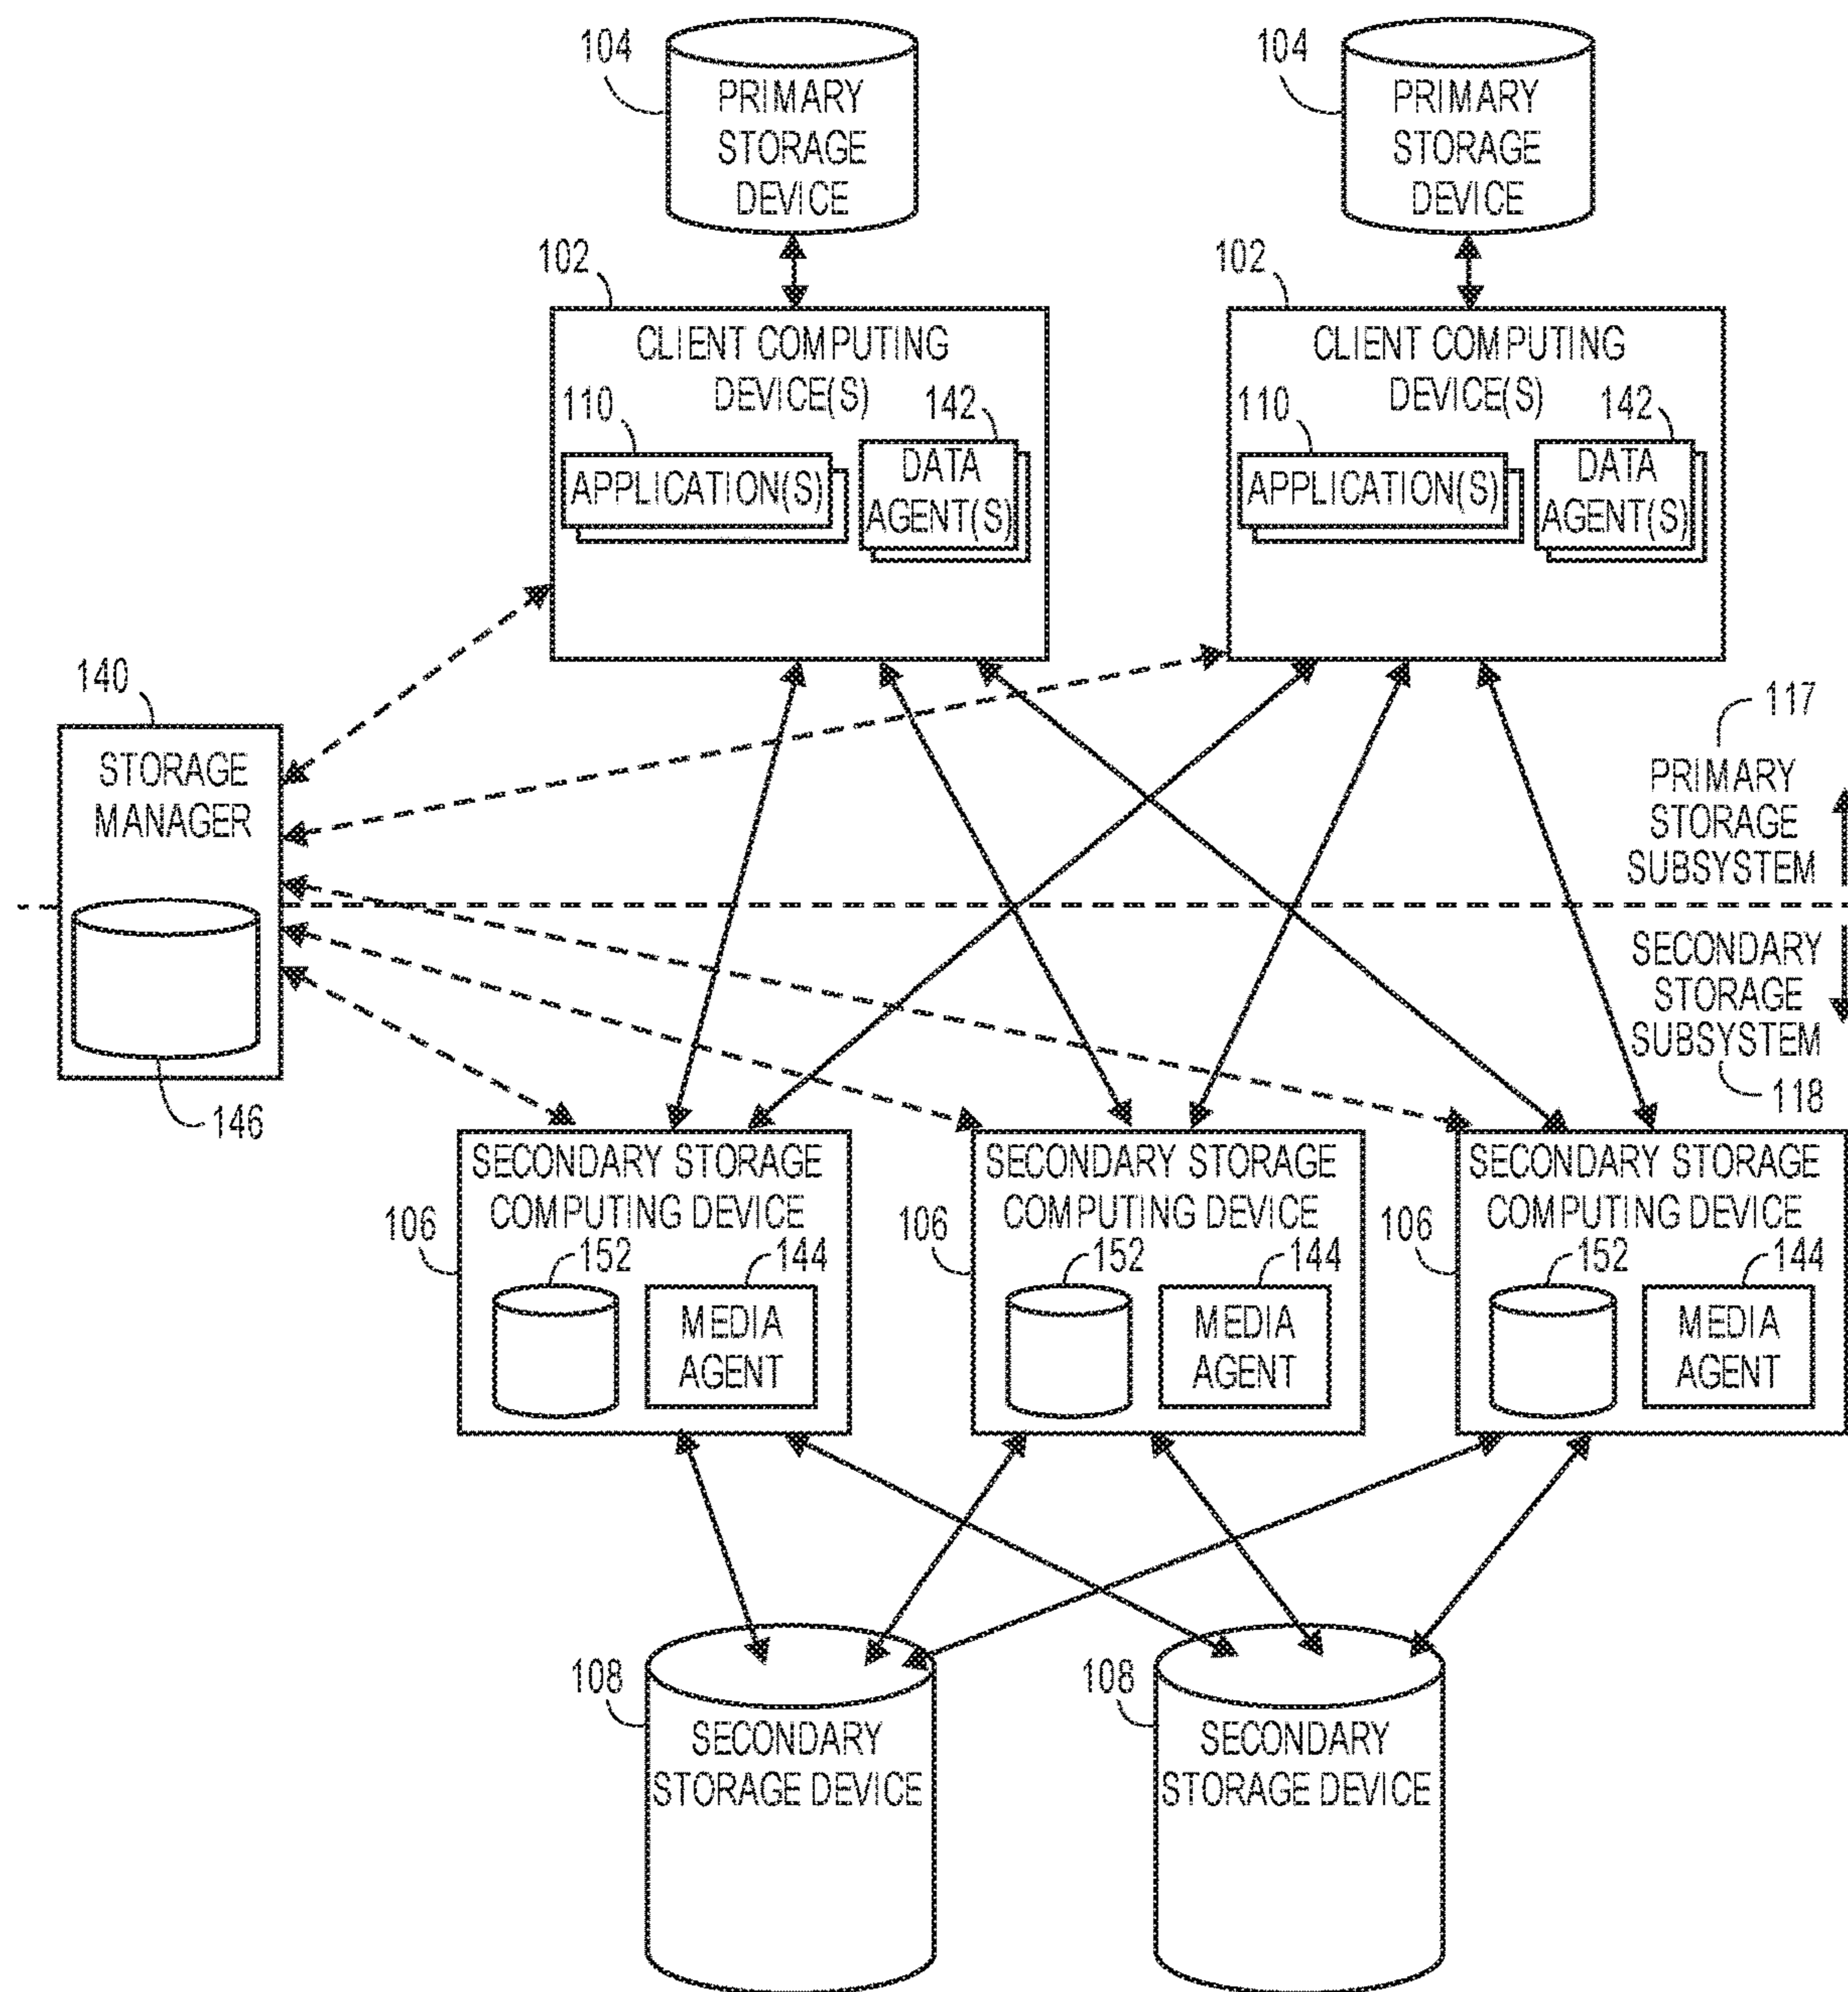 104
PRIMARY
STORAGE
DEVICE
104
PRIMARY
STORAGE
DEVICE
102
CLIENT COMPUTING
DEVICE(S)
110
APPLICATION(S)
142
DATA
AGENT(S)
102
CLIENT COMPUTING
DEVICE(S)
110
APPLICATION(S)
142
DATA
AGENT(S)
140
STORAGE
MANAGER
146
117
PRIMARY
STORAGE
SUBSYSTEM
SECONDARY
STORAGE
SUBSYSTEM
118
106
SECONDARY STORAGE
COMPUTING DEVICE
152
144
MEDIA
AGENT
106
SECONDARY STORAGE
COMPUTING DEVICE
152
144
MEDIA
AGENT
106
SECONDARY STORAGE
COMPUTING DEVICE
152
144
MEDIA
AGENT
108
SECONDARY
STORAGE DEVICE
108
SECONDARY
STORAGE DEVICE